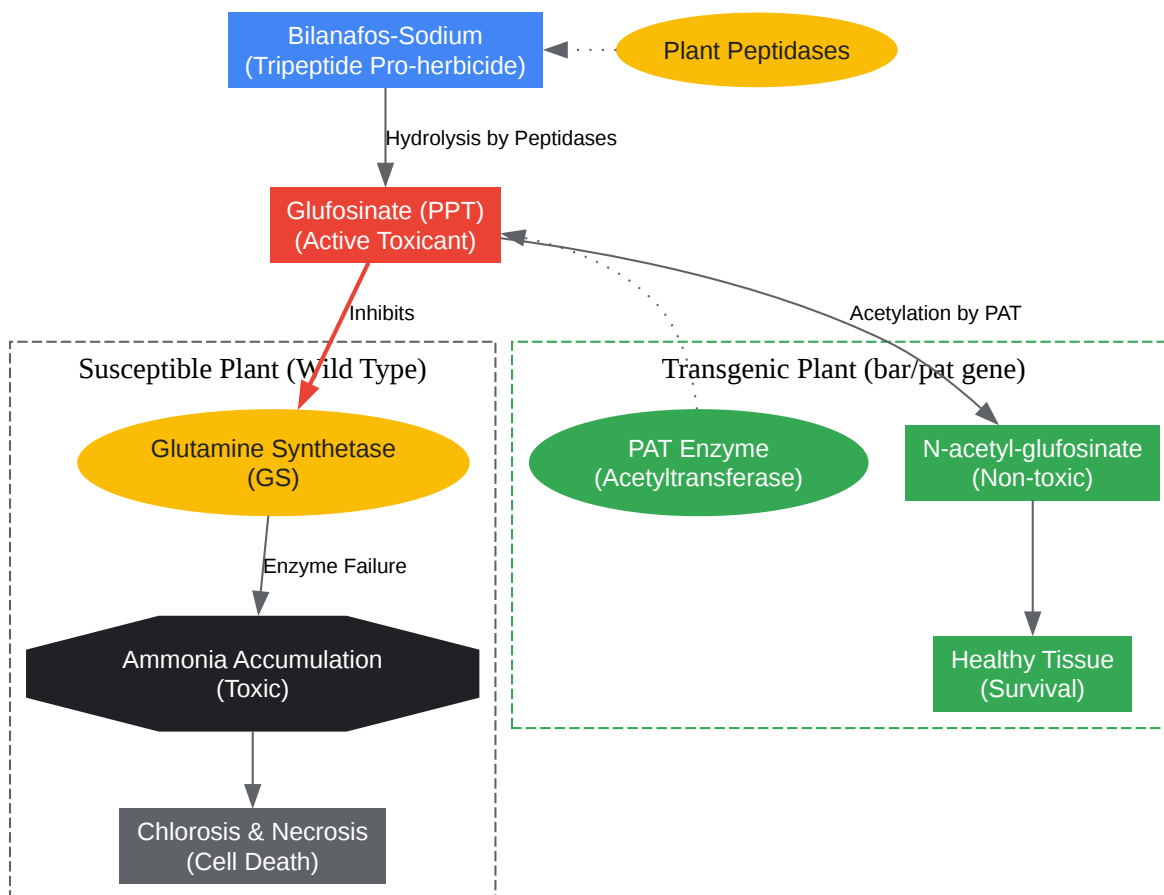 Bilanafos-Sodium
(Tripeptide Pro-herbicide)
Plant Peptidases
Hydrolysis by Peptidases
Glufosinate (PPT)
(Active Toxicant)
Inhibits
Acetylation by PAT
Susceptible Plant (Wild Type)
Transgenic Plant (bar/pat gene)
Glutamine Synthetase
(GS)
PAT Enzyme
(Acetyltransferase)
N-acetyl-glufosinate
(Non-toxic)
Enzyme Failure
Ammonia Accumulation
(Toxic)
Healthy Tissue
(Survival)
Chlorosis & Necrosis
(Cell Death)